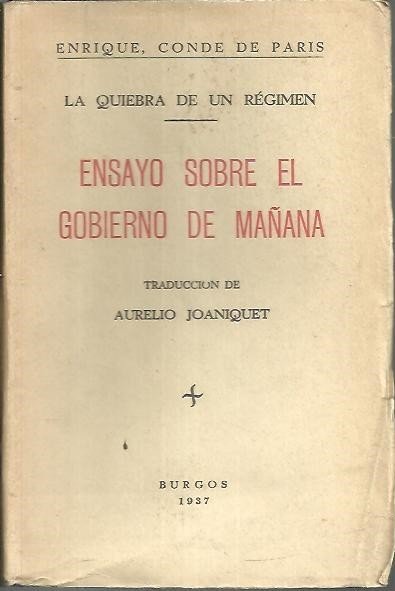 ENRIQUE, CONDE DE PARIS
LA QUIEBRA DE UN RÉGIMEN
ENSAYO SOBRE EL
GOBIERNO DE MAÑANA
TRADUCCION DE
AURELIO JOANIQUET
BURGOS
1937